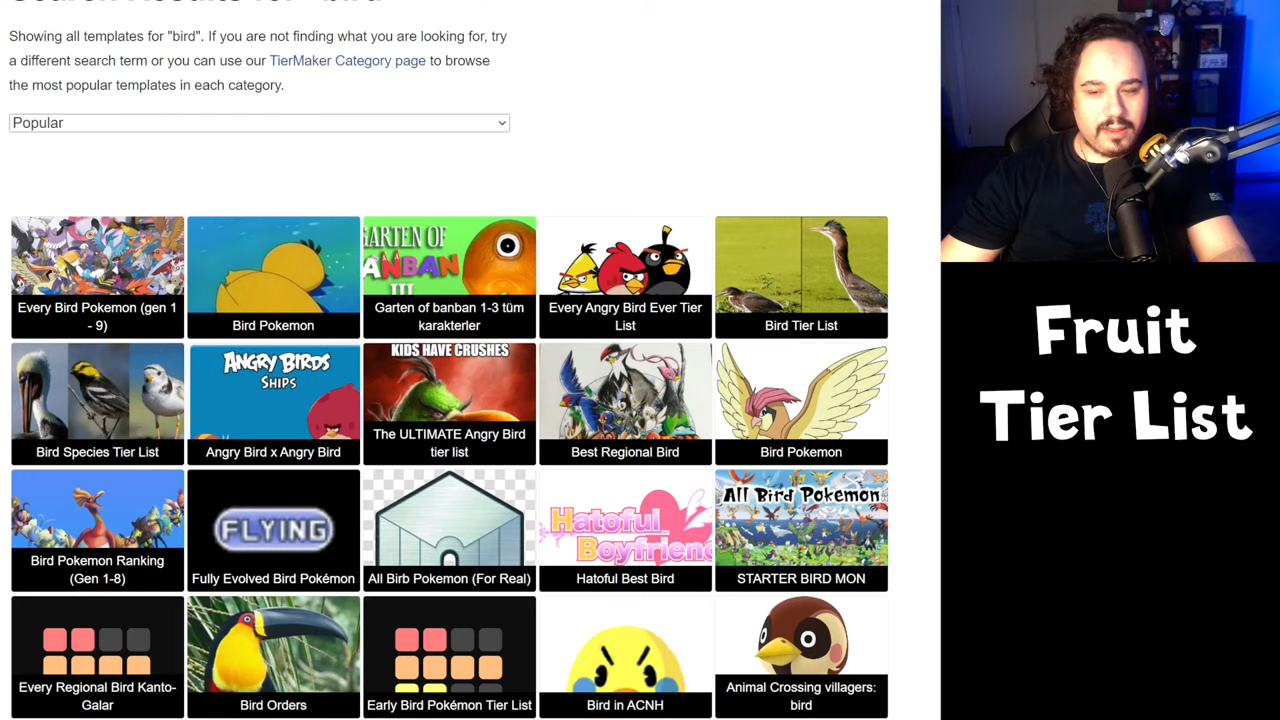 Showing all templates for "bird". If you are not finding what you are looking for, try
a different search term or you can use our TierMaker Category page to browse
the most popular templates in each category.
Popular
GARTEN OF
BANBAN
III
KIDS HAVE CRUSHES
Every Bird Pokemon (gen 1
- 9)
Bird Pokemon
Garten of banban 1-3 tüm
karakterler
Every Angry Bird Ever Tier
List
Bird Tier List
ANGRY BIRDS
SHIPS
Bird Species Tier List
Angry Bird x Angry Bird
The ULTIMATE Angry Bird
tier list
Best Regional Bird
Bird Pokemon
FLYING
Hatoful
Boyfriend
All Bird Pokemon
Bird Pokemon Ranking
(Gen 1-8)
Fully Evolved Bird Pokémon
All Birb Pokemon (For Real)
Hatoful Best Bird
STARTER BIRD MON
Every Regional Bird Kanto-
Galar
Bird Orders
Early Bird Pokémon Tier List
Bird in ACNH
Animal Crossing villagers:
bird
Fruit
Tier List